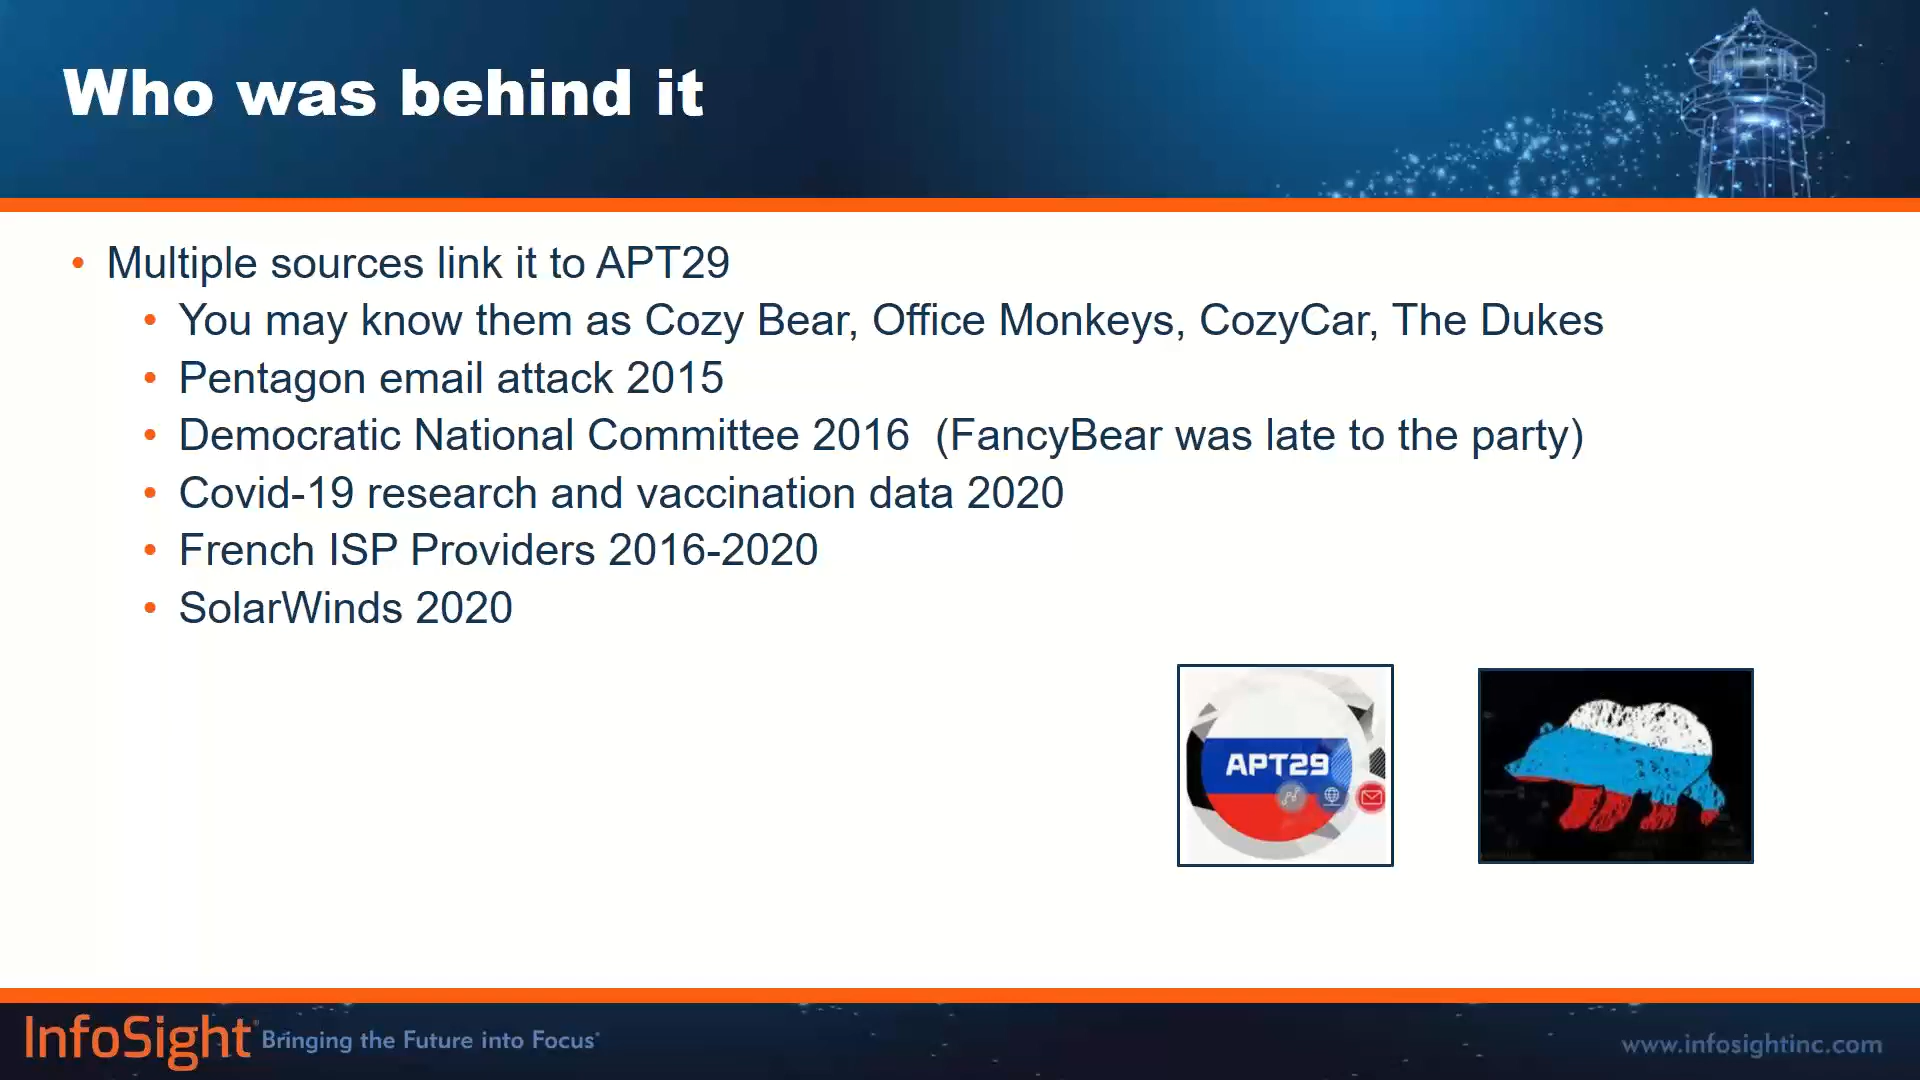 Who was behind it
• Multiple sources link it to APT29
• You may know them as Cozy Bear, Office Monkeys, CozyCar, The Dukes
• Pentagon email attack 2015
• Democratic National Committee 2016  (FancyBear was late to the party)
• Covid-19 research and vaccination data 2020
• French ISP Providers 2016-2020
• SolarWinds 2020
APT29
InfoSight® Bringing the Future into Focus®
www.infosightinc.com